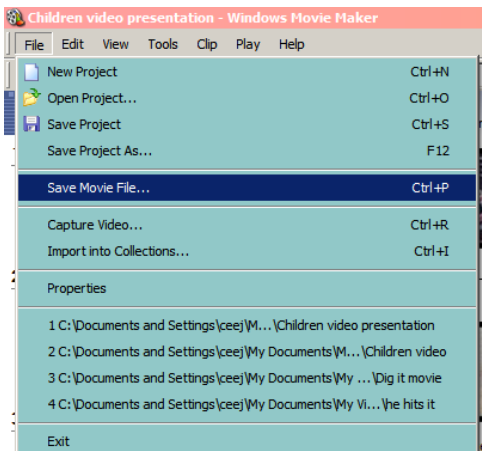 Children video presentation - Windows Movie Maker
File Edit View Tools Clip Play Help
New Project Ctrl+N
Open Project... Ctrl+O
Save Project Ctrl+S
Save Project As... F12
Save Movie File... Ctrl+P
Capture Video... Ctrl+R
Import into Collections... Ctrl+I
Properties
1 C:\Documents and Settings\ceej\M...\Children video presentation
2 C:\Documents and Settings\ceej\My Documents\M...\Children video
3 C:\Documents and Settings\ceej\My Documents\My ...\Dig it movie
4 C:\Documents and Settings\ceej\My Documents\My Vi...\he hits it
Exit